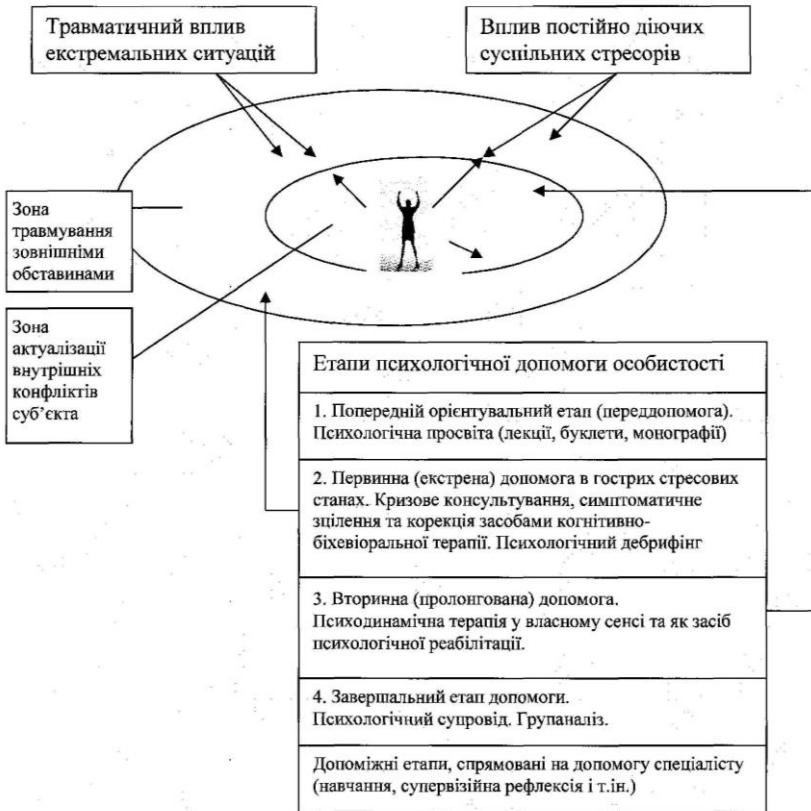 Травматичний вплив
екстремальних ситуацій
Вплив постійно діючих
суспільних стресорів
Зона
травмування
зовнішніми
обставинами
Зона
актуалізації
внутрішніх
конфліктів
суб’єкта
Етапи психологічної допомоги особистості
1. Попередній орієнтувальний етап (переддопомога).
Психологічна просвіта (лекції, буклети, монографії)
2. Первинна (екстрена) допомога в гострих стресових
станах. Кризове консультування, симптоматичне
зцілення та корекція засобами когнітивно-
біхевіоральної терапії. Психологічний дебрифінг
3. Вторинна (пролонгована) допомога.
Психодинамічна терапія у власному сенсі та як засіб
психологічної реабілітації.
4. Завершальний етап допомоги.
Психологічний супровід. Групаналіз.
Допоміжні етапи, спрямовані на допомогу спеціалісту
(навчання, супервізійна рефлексія і т.ін.)